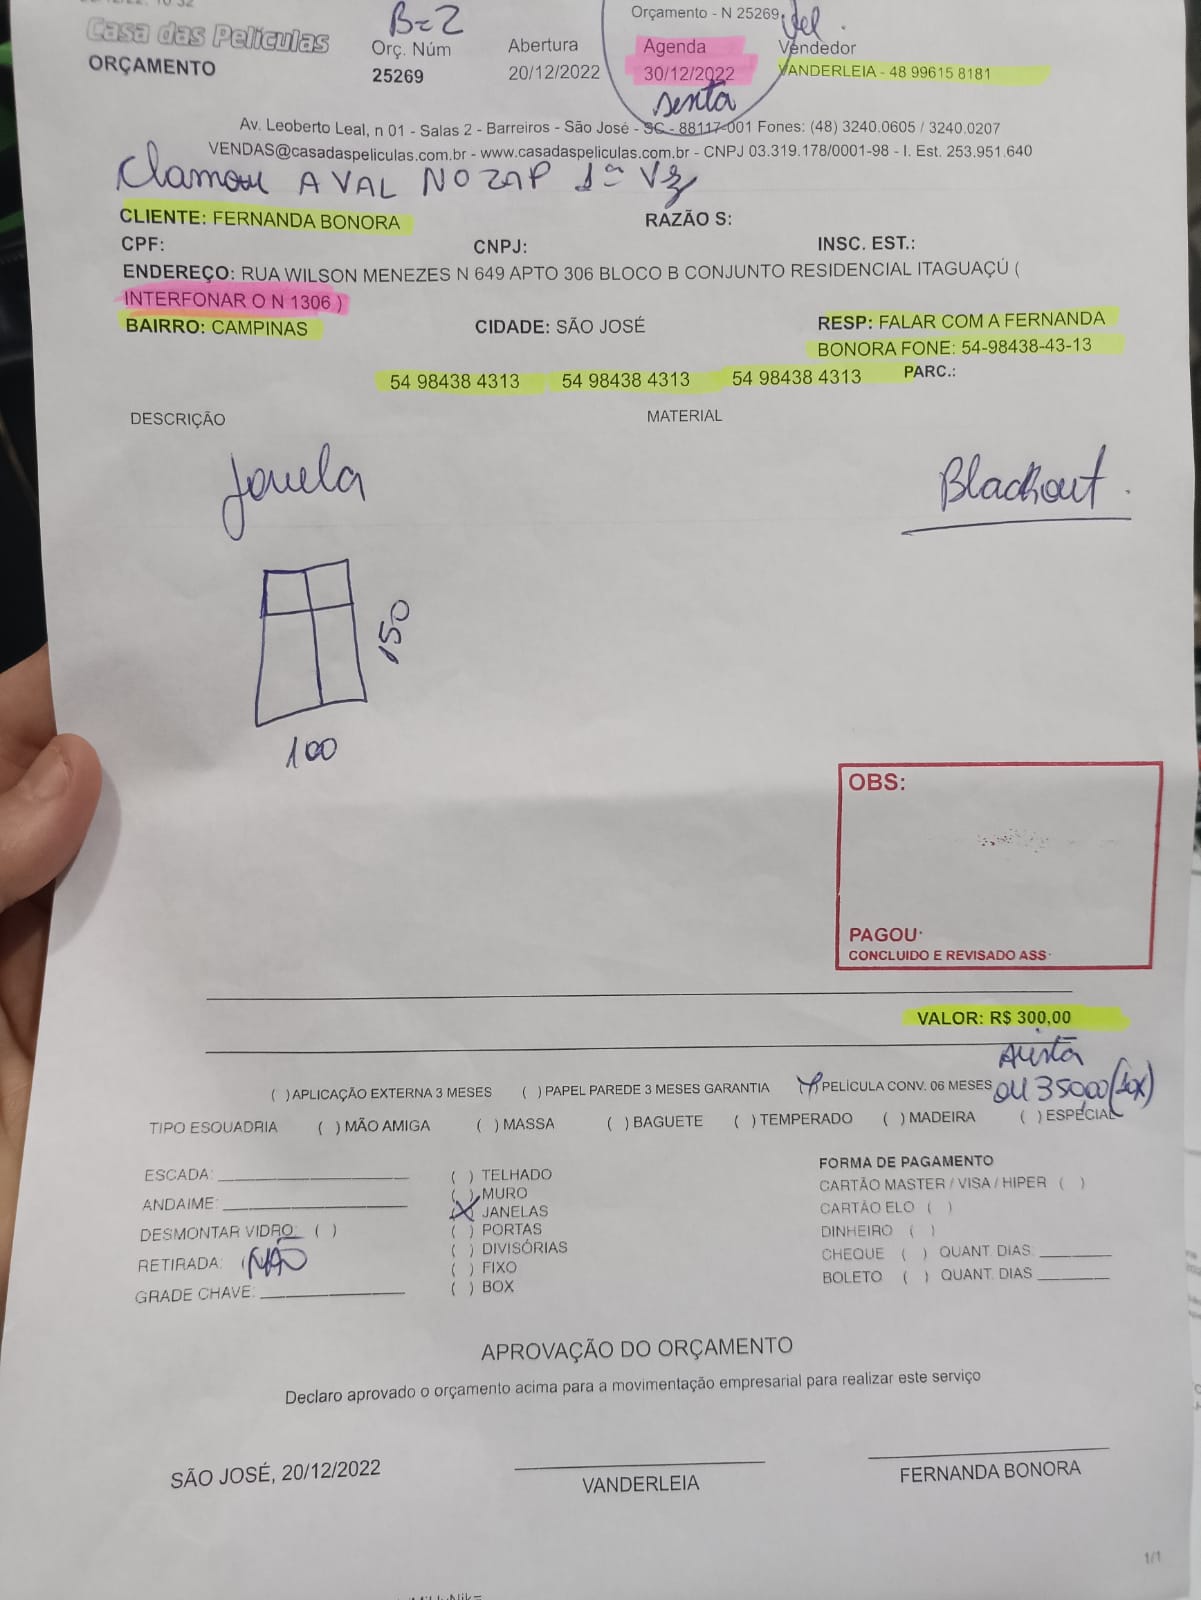 Casa das Películas
ORÇAMENTO
B=2
Orç. Núm
25269
Abertura
20/12/2022
Orçamento - N 25269
Agenda
30/12/2022
sexta
Vendedor
VANDERLEIA - 48 99615 8181
Av. Leoberto Leal, n 01 - Salas 2 - Barreiros - São José - SC - 88117-001 Fones: (48) 3240.0605 / 3240.0207
VENDAS@casadaspeliculas.com.br - www.casadaspeliculas.com.br - CNPJ 03.319.178/0001-98 - I. Est. 253.951.640
A VAL NO ZAP 1ª Vz
CLIENTE: FERNANDA BONORA RAZÃO S:
CPF: CNPJ: INSC. EST.:
ENDEREÇO: RUA WILSON MENEZES N 649 APTO 306 BLOCO B CONJUNTO RESIDENCIAL ITAGUAÇÚ (
INTERFONAR O N 1306 )
BAIRRO: CAMPINAS CIDADE: SÃO JOSÉ RESP: FALAR COM A FERNANDA
BONORA FONE: 54-98438-43-13
54 98438 4313 54 98438 4313 54 98438 4313 PARC.:
DESCRIÇÃO MATERIAL
Janela Blackout.
150
100
OBS:
PAGOU:
CONCLUIDO E REVISADO ASS:
VALOR: R$ 300,00
Avista
( ) APLICAÇÃO EXTERNA 3 MESES ( ) PAPEL PAREDE 3 MESES GARANTIA PELÍCULA CONV. 06 MESES
OU 350,00 (10X)
TIPO ESQUADRIA ( ) MÃO AMIGA ( ) MASSA ( ) BAGUETE ( ) TEMPERADO ( ) MADEIRA ( ) ESPECIAL
ESCADA:
ANDAIME:
DESMONTAR VIDRO: ( )
RETIRADA: ( NÃO
GRADE CHAVE:
( ) TELHADO
( ) MURO
(X) JANELAS
( ) PORTAS
( ) DIVISÓRIAS
( ) FIXO
( ) BOX
FORMA DE PAGAMENTO
CARTÃO MASTER / VISA / HIPER ( )
CARTÃO ELO ( )
DINHEIRO ( )
CHEQUE ( ) QUANT. DIAS:
BOLETO ( ) QUANT. DIAS
APROVAÇÃO DO ORÇAMENTO
Declaro aprovado o orçamento acima para a movimentação empresarial para realizar este serviço
SÃO JOSÉ, 20/12/2022
VANDERLEIA
FERNANDA BONORA
1/1